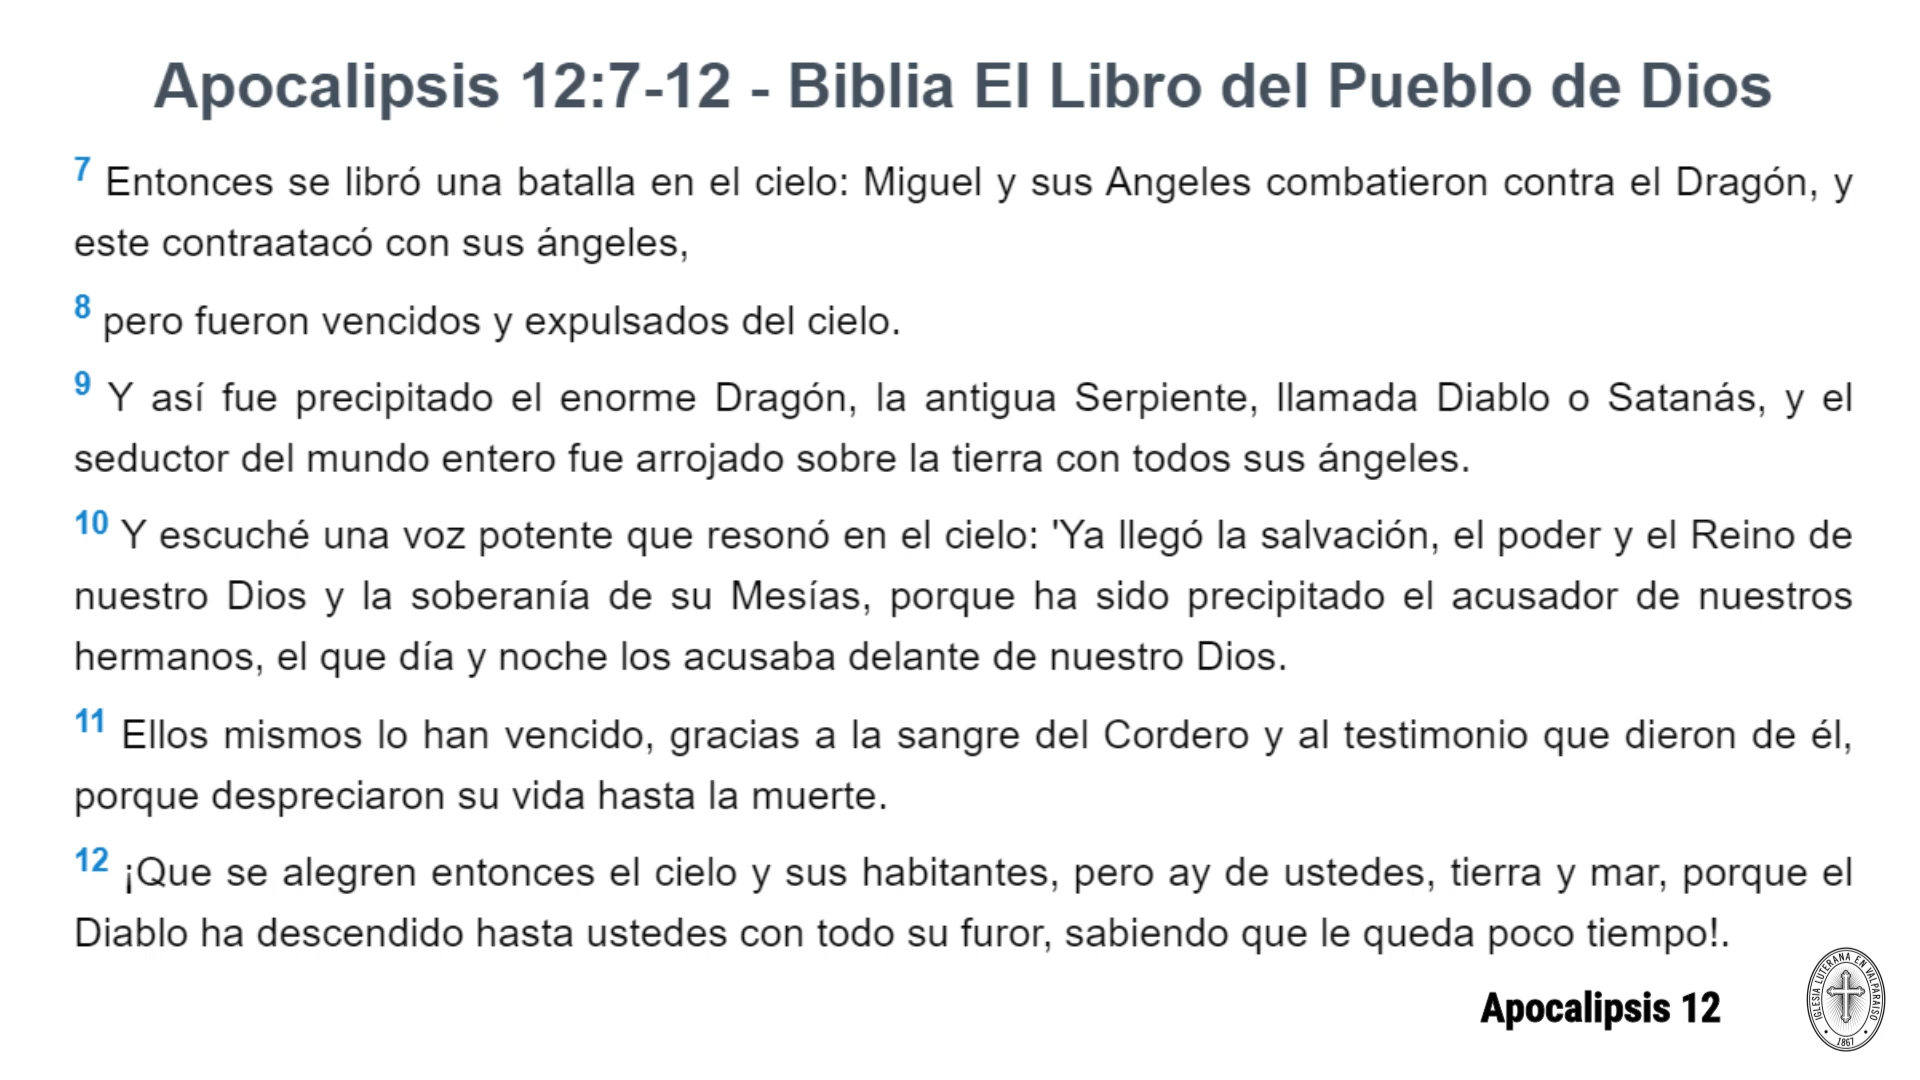 Apocalipsis 12:7-12 - Biblia El Libro del Pueblo de Dios
7 Entonces se libró una batalla en el cielo: Miguel y sus Angeles combatieron contra el Dragón, y
este contraatacó con sus ángeles,
8 pero fueron vencidos y expulsados del cielo.
9 Y así fue precipitado el enorme Dragón, la antigua Serpiente, llamada Diablo o Satanás, y el
seductor del mundo entero fue arrojado sobre la tierra con todos sus ángeles.
10 Y escuché una voz potente que resonó en el cielo: 'Ya llegó la salvación, el poder y el Reino de
nuestro Dios y la soberanía de su Mesías, porque ha sido precipitado el acusador de nuestros
hermanos, el que día y noche los acusaba delante de nuestro Dios.
11 Ellos mismos lo han vencido, gracias a la sangre del Cordero y al testimonio que dieron de él,
porque despreciaron su vida hasta la muerte.
12 ¡Que se alegren entonces el cielo y sus habitantes, pero ay de ustedes, tierra y mar, porque el
Diablo ha descendido hasta ustedes con todo su furor, sabiendo que le queda poco tiempo!.
Apocalipsis 12
IGLESIA LUTERANA EN VALPARAISO
1867